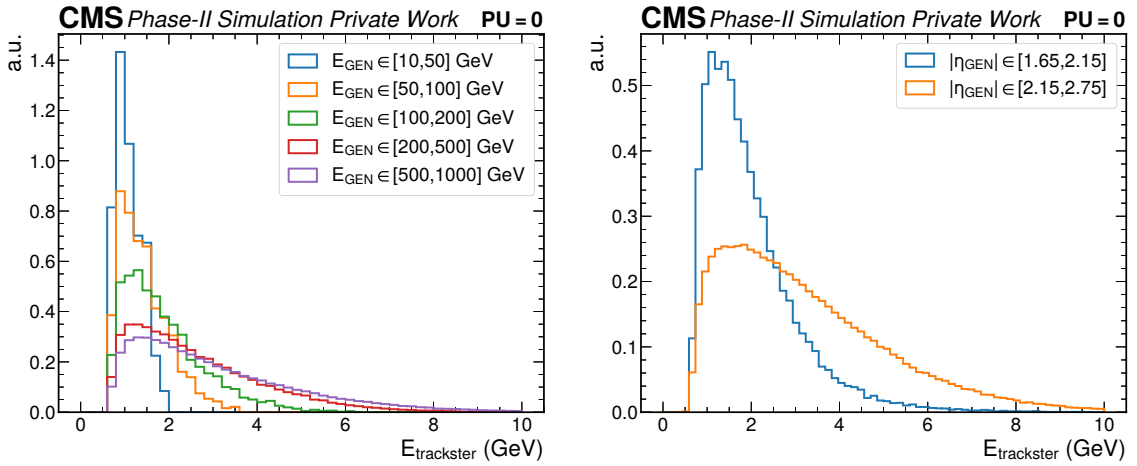 CMS Phase-II Simulation Private Work PU = 0
a.u.
1.4
1.2
1.0
0.8
0.6
0.4
0.2
0.0
E_GEN ∈ [10,50] GeV
E_GEN ∈ [50,100] GeV
E_GEN ∈ [100,200] GeV
E_GEN ∈ [200,500] GeV
E_GEN ∈ [500,1000] GeV
0 2 4 6 8 10
E_trackster (GeV)
CMS Phase-II Simulation Private Work PU = 0
a.u.
0.5
0.4
0.3
0.2
0.1
0.0
|η_GEN| ∈ [1.65,2.15]
|η_GEN| ∈ [2.15,2.75]
0 2 4 6 8 10
E_trackster (GeV)